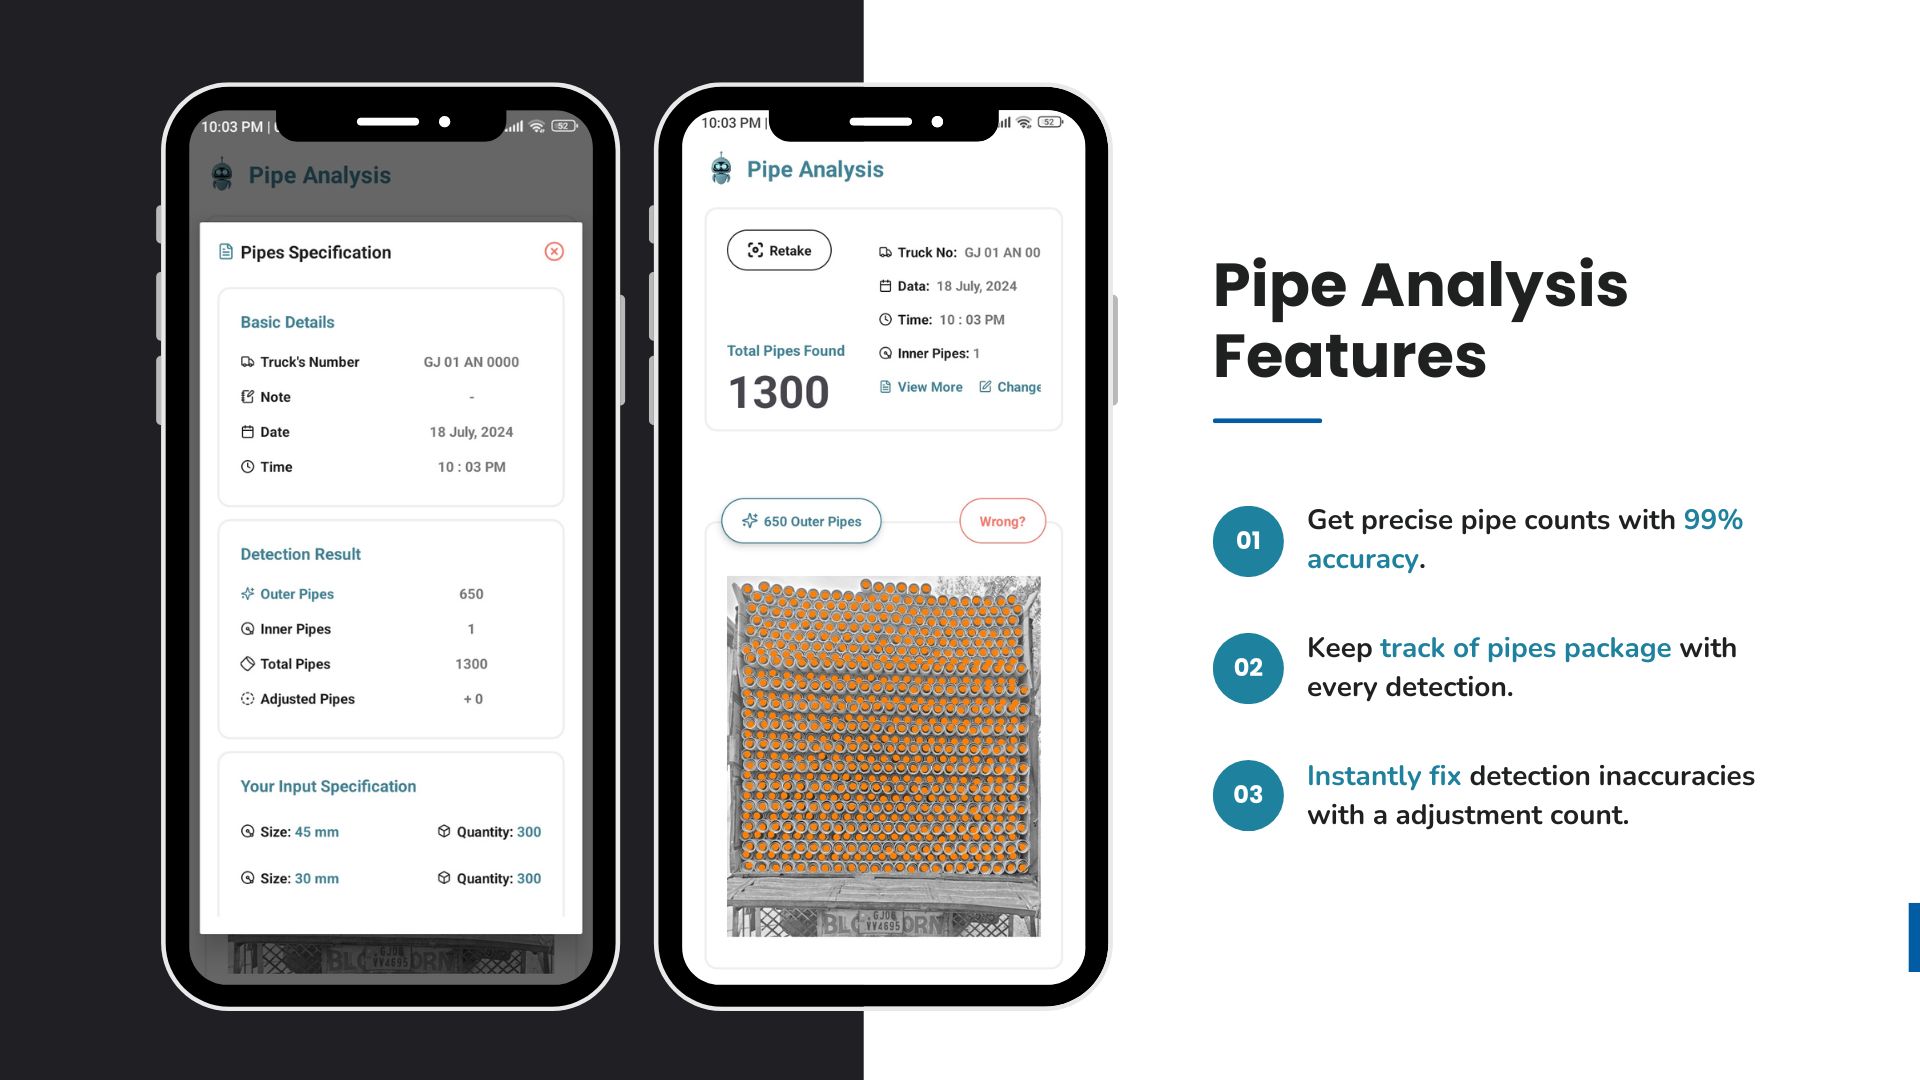 10:03 PM |
52
Pipe Analysis
Pipes Specification
Basic Details
Truck's Number GJ 01 AN 0000
Note -
Date 18 July, 2024
Time 10 : 03 PM
Detection Result
Outer Pipes 650
Inner Pipes 1
Total Pipes 1300
Adjusted Pipes + 0
Your Input Specification
Size: 45 mm Quantity: 300
Size: 30 mm Quantity: 300
GJ06
VV4695
10:03 PM |
52
Pipe Analysis
Retake
Truck No: GJ 01 AN 00
Data: 18 July, 2024
Time: 10 : 03 PM
Inner Pipes: 1
View More Change
Total Pipes Found
1300
650 Outer Pipes
Wrong?
GJ06
VV4695
Pipe Analysis
Features
01
Get precise pipe counts with 99%
accuracy.
02
Keep track of pipes package with
every detection.
03
Instantly fix detection inaccuracies
with a adjustment count.